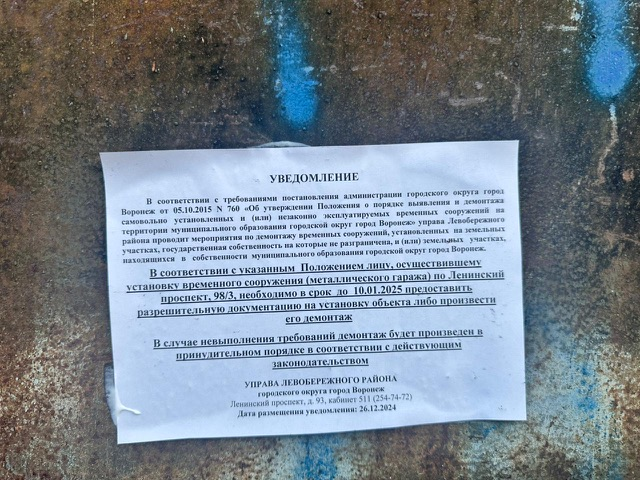 УВЕДОМЛЕНИЕ
В соответствии с требованиями постановления администрации городского округа город
Воронеж от 05.10.2015 N 760 «Об утверждении Положения о порядке выявления и демонтажа
самовольно установленных и (или) незаконно эксплуатируемых временных сооружений на
территории муниципального образования городской округ город Воронеж» управа Левобережного
района проводит мероприятия по демонтажу временных сооружений, установленных на земельных
участках, государственная собственность на которые не разграничена, и (или) земельных участках,
находящихся в собственности муниципального образования городской округ город Воронеж.
В соответствии с указанным Положением лицу, осуществившему
установку временного сооружения (металлического гаража) по Ленинский
проспект, 98/3, необходимо в срок до 10.01.2025 предоставить
разрешительную документацию на установку объекта либо произвести
его демонтаж
В случае невыполнения требований демонтаж будет произведен в
принудительном порядке в соответствии с действующим
законодательством
УПРАВА ЛЕВОБЕРЕЖНОГО РАЙОНА
городского округа город Воронеж
Ленинский проспект, д. 93, кабинет 511 (254-74-72)
Дата размещения уведомления: 26.12.2024